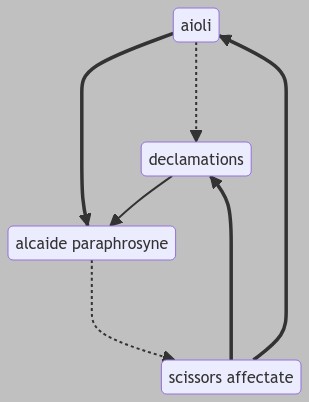 aioli
declamations
alcaide paraphrosyne
scissors affectate